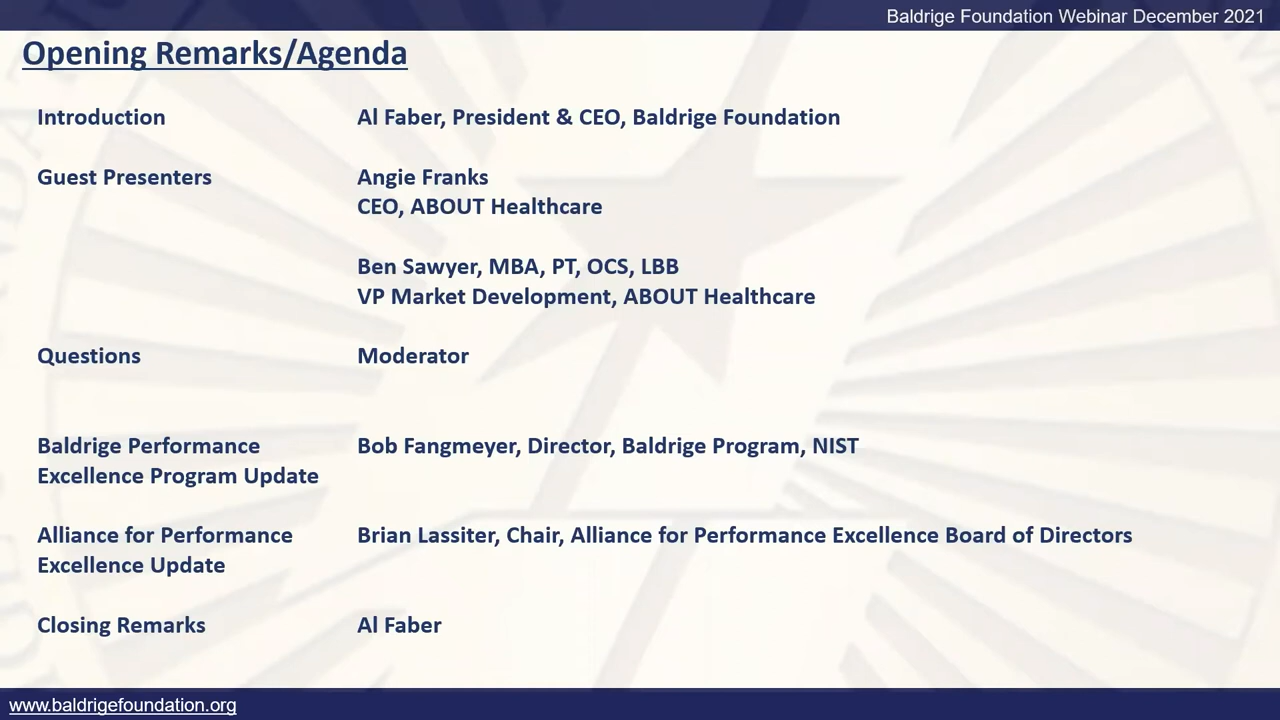 Baldrige Foundation Webinar December 2021
Opening Remarks/Agenda
Introduction Al Faber, President & CEO, Baldrige Foundation
Guest Presenters Angie Franks
CEO, ABOUT Healthcare
Ben Sawyer, MBA, PT, OCS, LBB
VP Market Development, ABOUT Healthcare
Questions Moderator
Baldrige Performance Bob Fangmeyer, Director, Baldrige Program, NIST
Excellence Program Update
Alliance for Performance Brian Lassiter, Chair, Alliance for Performance Excellence Board of Directors
Excellence Update
Closing Remarks Al Faber
www.baldrigefoundation.org